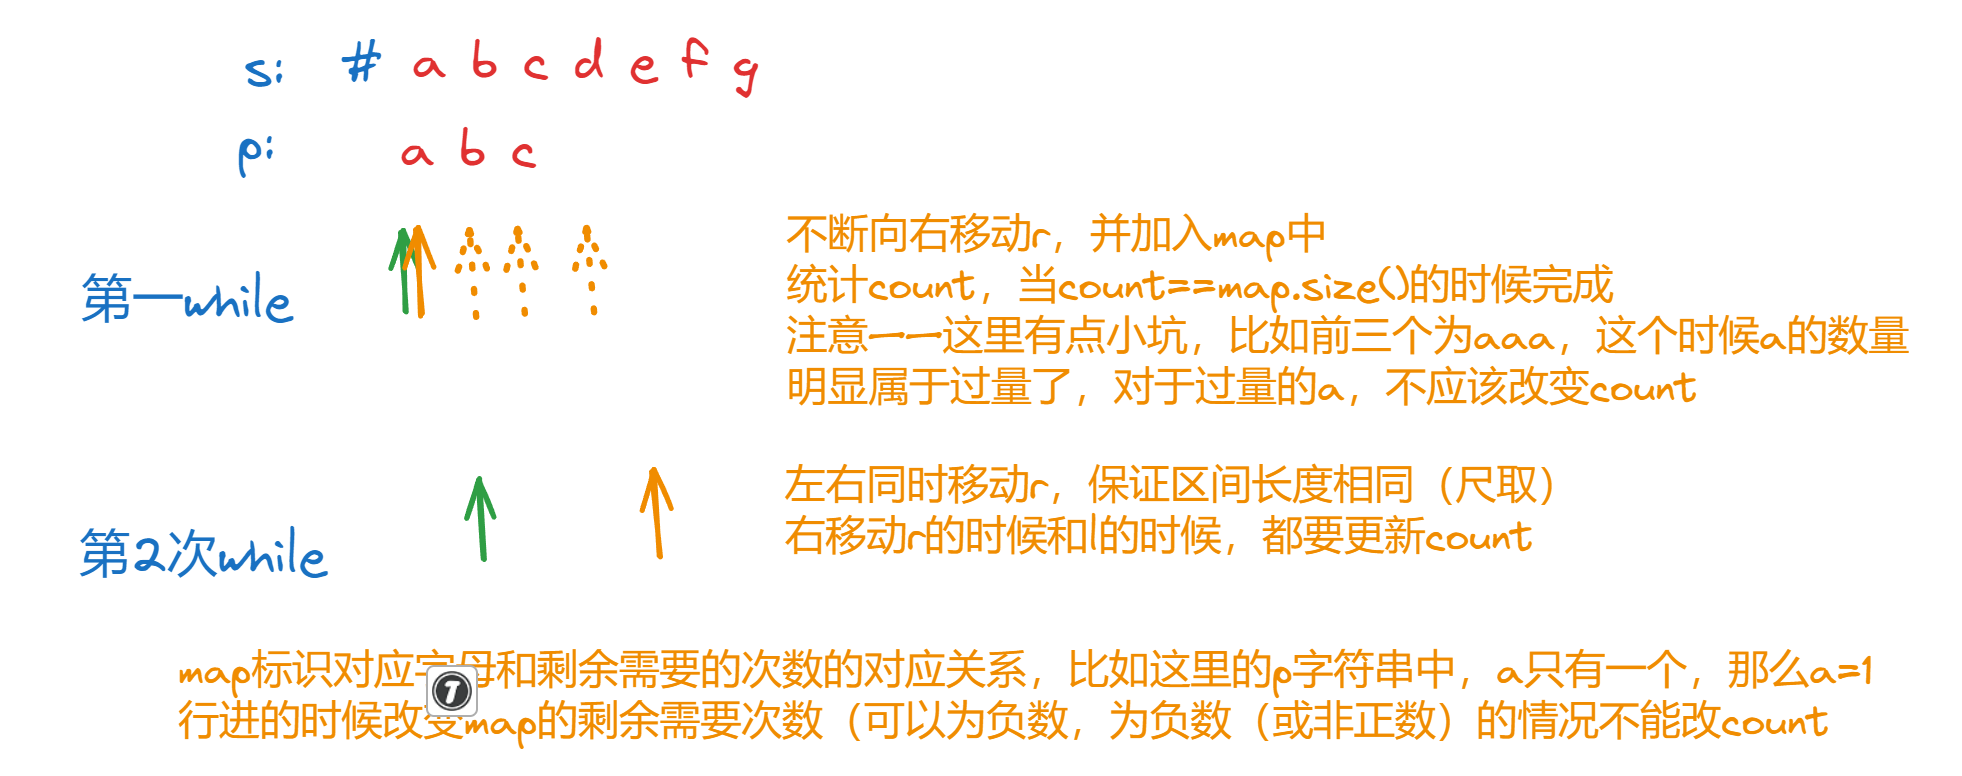 s: # a b c d e f g
p: a b c
第一while
不断向右移动r，并加入map中
统计count，当count==map.size()的时候完成
注意——这里有点小坑，比如前三个为aaa，这个时候a的数量
明显属于过量了，对于过量的a，不应该改变count
第2次while
左右同时移动r，保证区间长度相同（尺取）
右移动r的时候和l的时候，都要更新count
map标识对应字母和剩余需要的次数的对应关系，比如这里的p字符串中，a只有一个，那么a=1
行进的时候改变map的剩余需要次数（可以为负数，为负数（或非正数）的情况不能改count
T